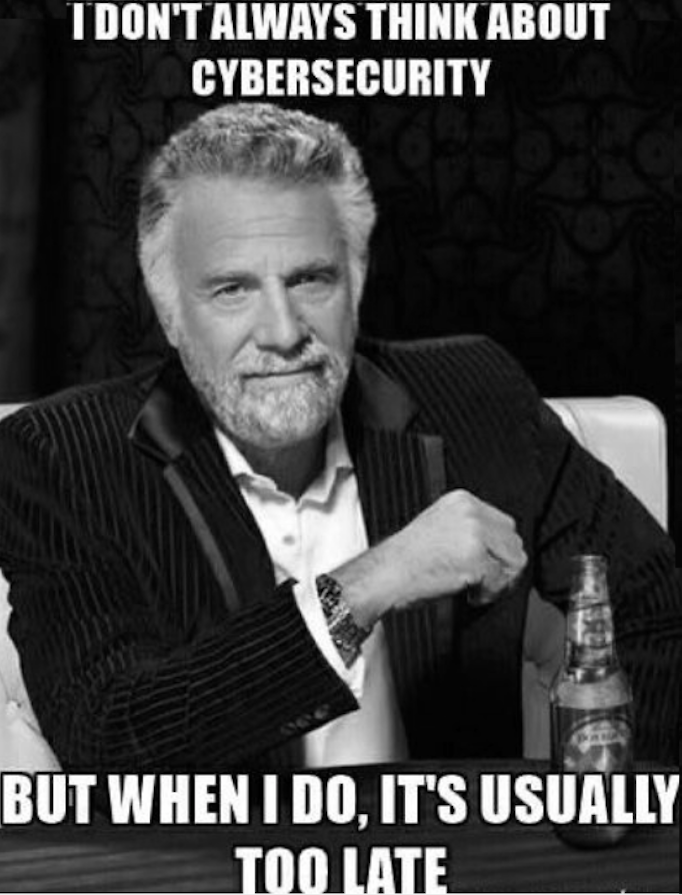 I DON'T ALWAYS THINK ABOUT
CYBERSECURITY
BUT WHEN I DO, IT'S USUALLY
TOO LATE